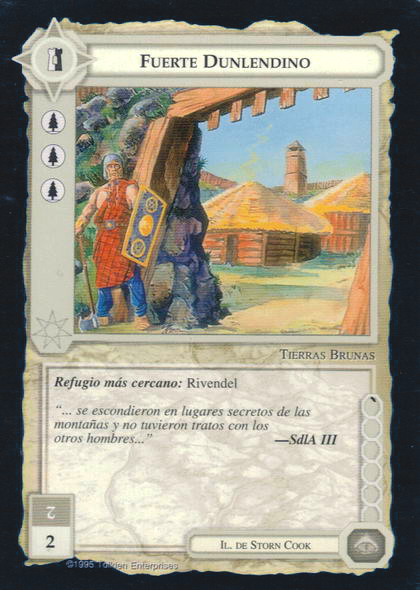 FUERTE DUNLENDINO
TIERRAS BRUNAS
Refugio más cercano: Rivendel
“... se escondieron en lugares secretos de las
montañas y no tuvieron tratos con los
otros hombres...” —SdlA III
2
2
IL. DE STORN COOK
©1995 Tolkien Enterprises